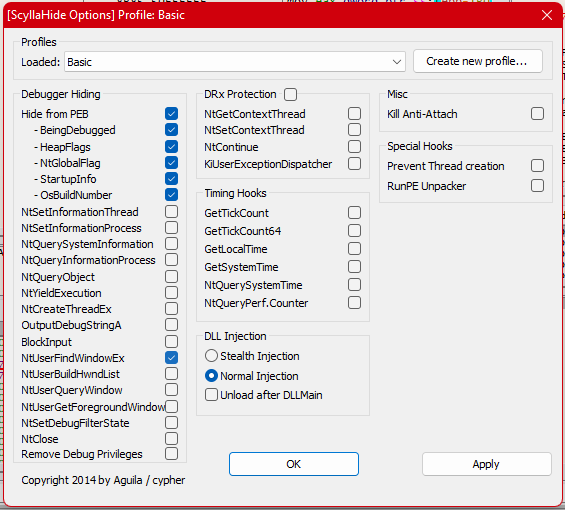 [ScyllaHide Options] Profile: Basic
Profiles
Loaded: Basic Create new profile...
Debugger Hiding
Hide from PEB
- BeingDebugged
- HeapFlags
- NtGlobalFlag
- StartupInfo
- OsBuildNumber
NtSetInformationThread
NtSetInformationProcess
NtQuerySystemInformation
NtQueryInformationProcess
NtQueryObject
NtYieldExecution
NtCreateThreadEx
OutputDebugStringA
BlockInput
NtUserFindWindowEx
NtUserBuildHwndList
NtUserQueryWindow
NtUserGetForegroundWindow
NtSetDebugFilterState
NtClose
Remove Debug Privileges
DRx Protection
NtGetContextThread
NtSetContextThread
NtContinue
KiUserExceptionDispatcher
Timing Hooks
GetTickCount
GetTickCount64
GetLocalTime
GetSystemTime
NtQuerySystemTime
NtQueryPerf.Counter
DLL Injection
Stealth Injection
Normal Injection
Unload after DLLMain
Misc
Kill Anti-Attach
Special Hooks
Prevent Thread creation
RunPE Unpacker
OK
Apply
Copyright 2014 by Aguila / cypher